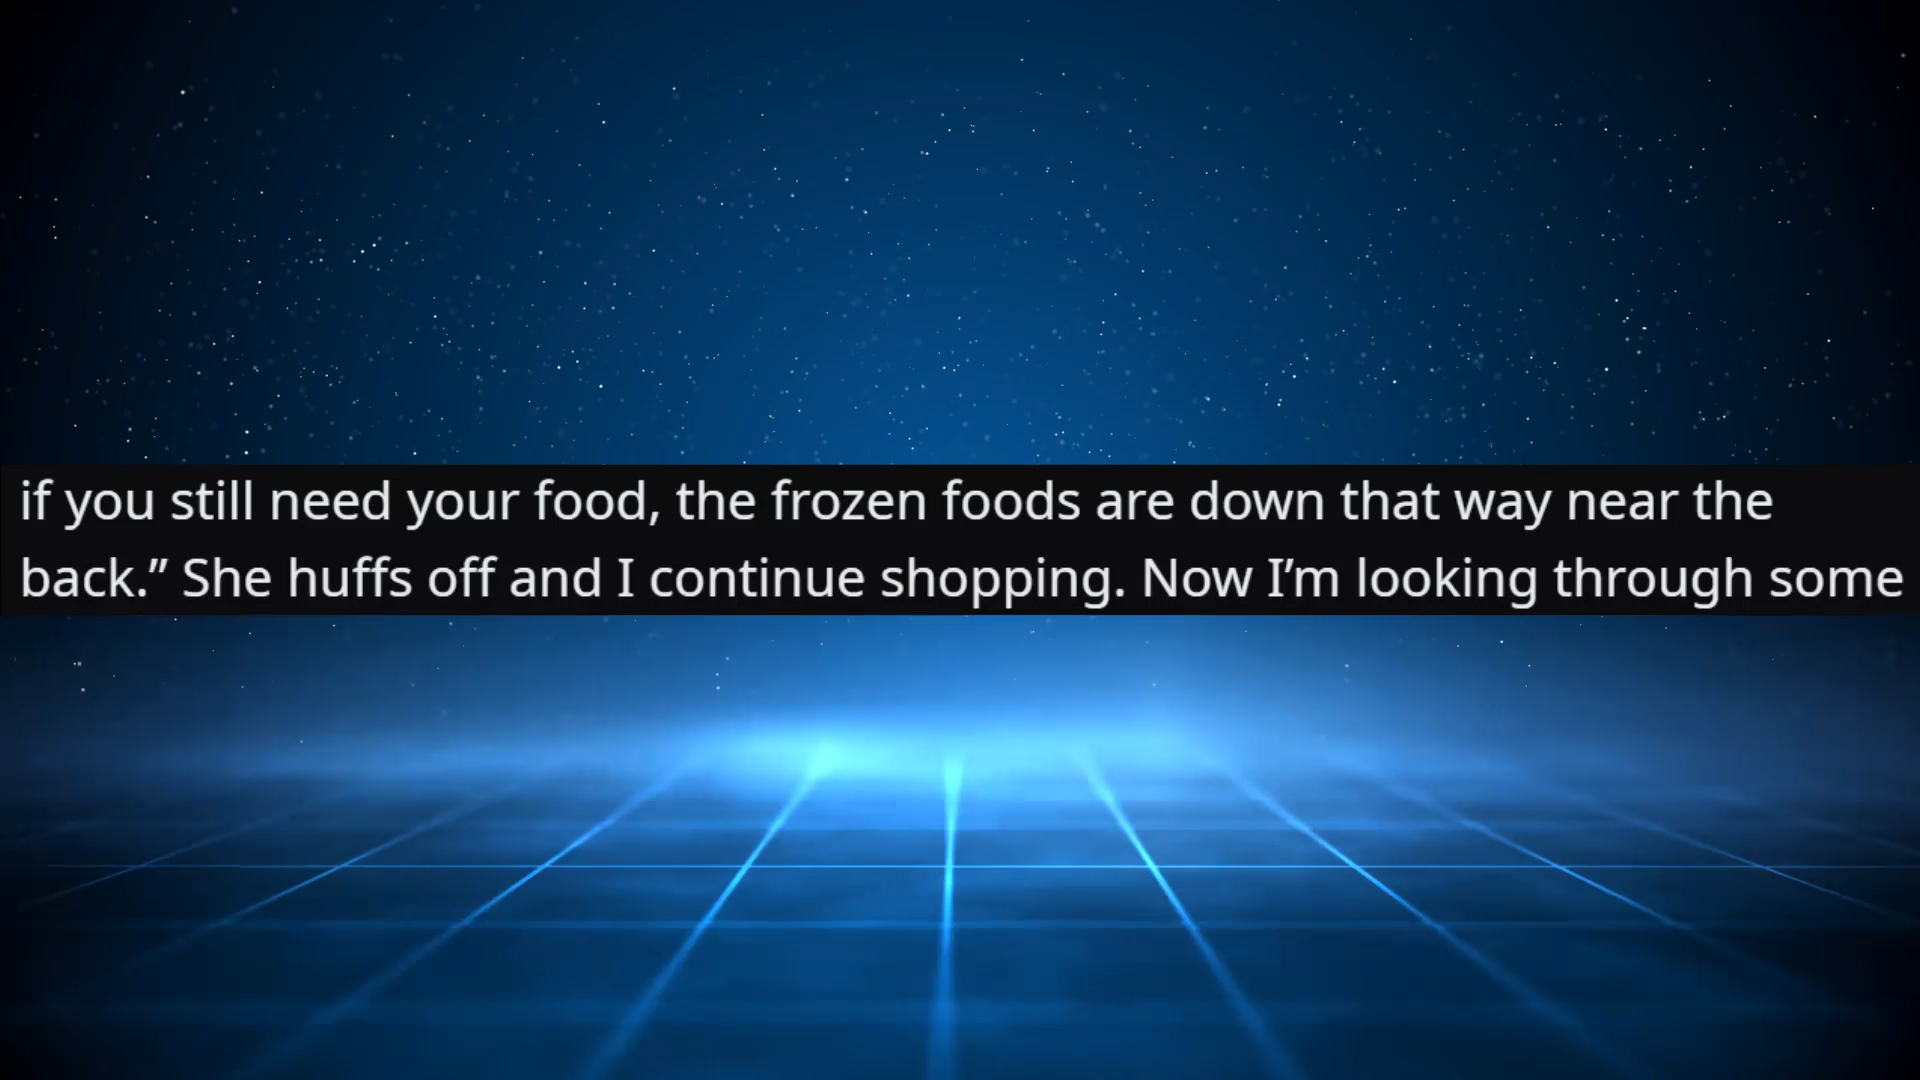 if you still need your food, the frozen foods are down that way near the
back.” She huffs off and I continue shopping. Now I’m looking through some